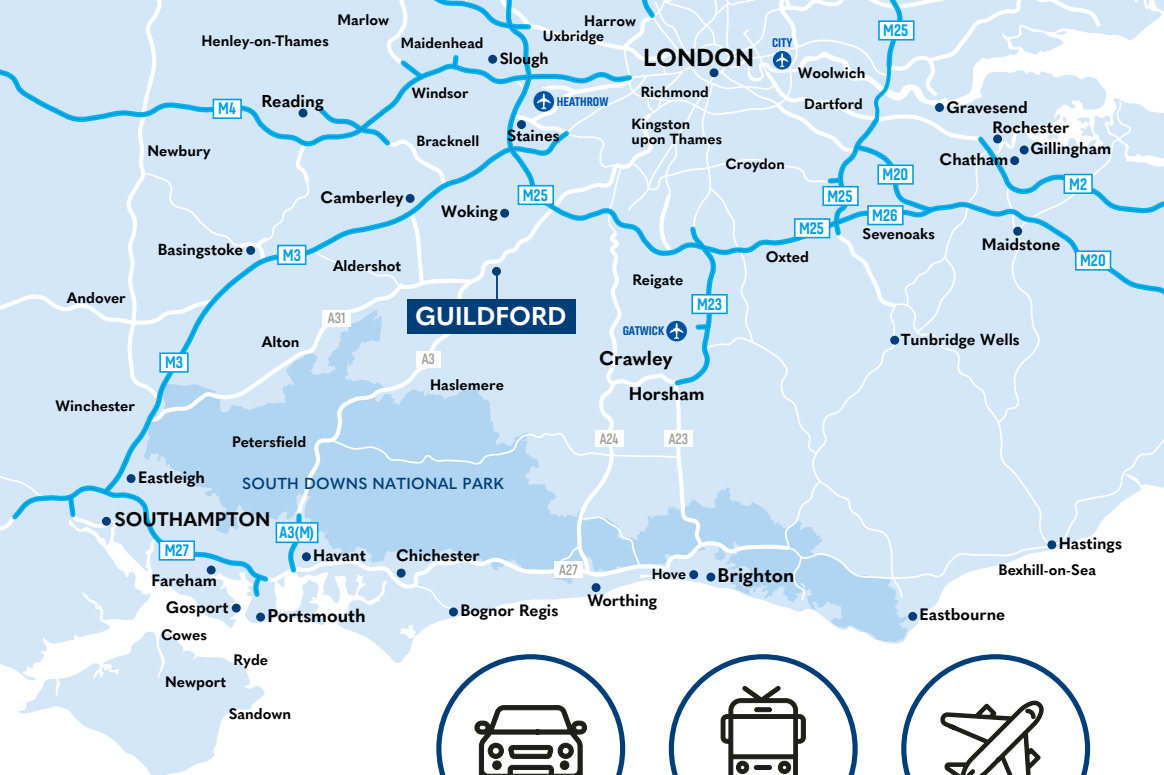 Marlow
Harrow
Uxbridge
Henley-on-Thames
Maidenhead
Slough
LONDON
CITY
M25
Woolwich
Windsor
HEATHROW
Richmond
Dartford
Gravesend
M4
Reading
Staines
Kingston
upon Thames
Rochester
Gillingham
Chatham
Newbury
Bracknell
Croydon
M20
M2
Camberley
Woking
M25
M25
M26
M25
Sevenoaks
Maidstone
Basingstoke
M3
Aldershot
Oxted
M20
Andover
Reigate
M23
GUILDFORD
A31
GATWICK
Alton
A3
Crawley
Tunbridge Wells
M3
Haslemere
Horsham
Winchester
Petersfield
A24
A23
Eastleigh
SOUTH DOWNS NATIONAL PARK
SOUTHAMPTON
A3(M)
M27
Havant
Chichester
A27
Hove
Brighton
Hastings
Bexhill-on-Sea
Fareham
Worthing
Gosport
Portsmouth
Bognor Regis
Eastbourne
Cowes
Ryde
Newport
Sandown